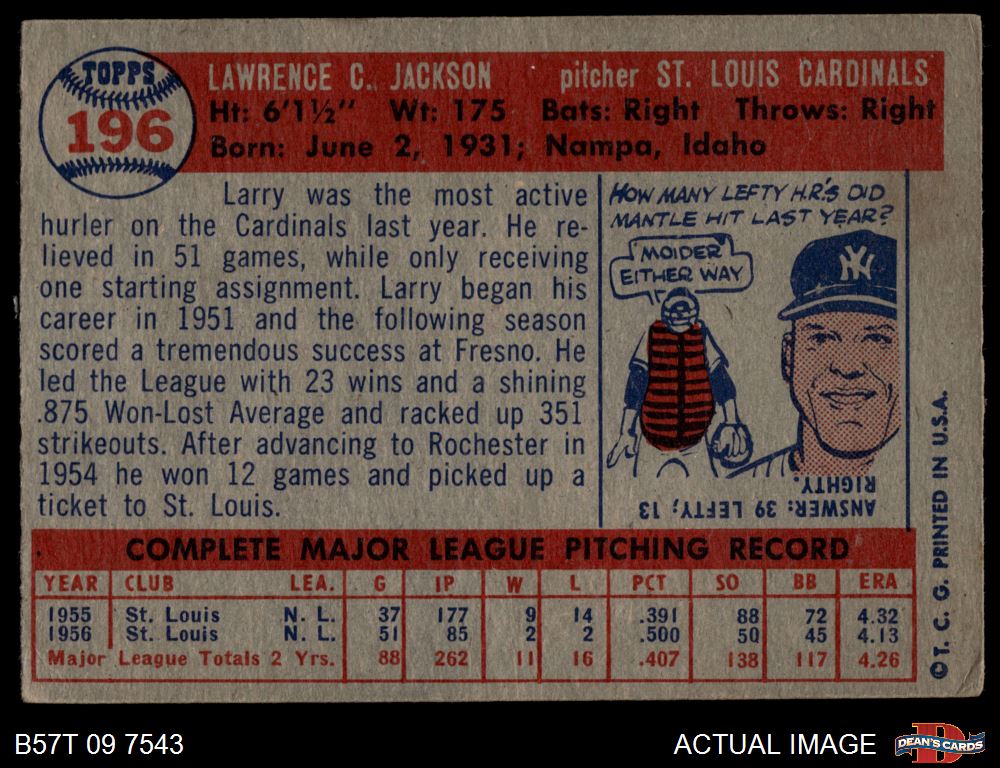 TOPPS
196
LAWRENCE C. JACKSON pitcher ST. LOUIS CARDINALS
Ht: 6'1½" Wt: 175 Bats: Right Throws: Right
Born: June 2, 1931; Nampa, Idaho
Larry was the most active
hurler on the Cardinals last year. He re-
lieved in 51 games, while only receiving
one starting assignment. Larry began his
career in 1951 and the following season
scored a tremendous success at Fresno. He
led the League with 23 wins and a shining
.875 Won-Lost Average and racked up 351
strikeouts. After advancing to Rochester in
1954 he won 12 games and picked up a
ticket to St. Louis.
HOW MANY LEFTY H.R.'S DID
MANTLE HIT LAST YEAR?
"MOIDER"
EITHER WAY
NY
ANSWER: 39 LEFTY; 13
RIGHTY.
COMPLETE MAJOR LEAGUE PITCHING RECORD
YEAR CLUB LEA. G IP W L PCT SO BB ERA
1955 St. Louis N. L. 37 177 9 14 .391 88 72 4.32
1956 St. Louis N. L. 51 85 2 2 .500 50 45 4.13
Major League Totals 2 Yrs. 88 262 11 16 .407 138 117 4.26
© T. C. G. PRINTED IN U.S.A.
B57T 09 7543
ACTUAL IMAGE
DEAN'S CARDS